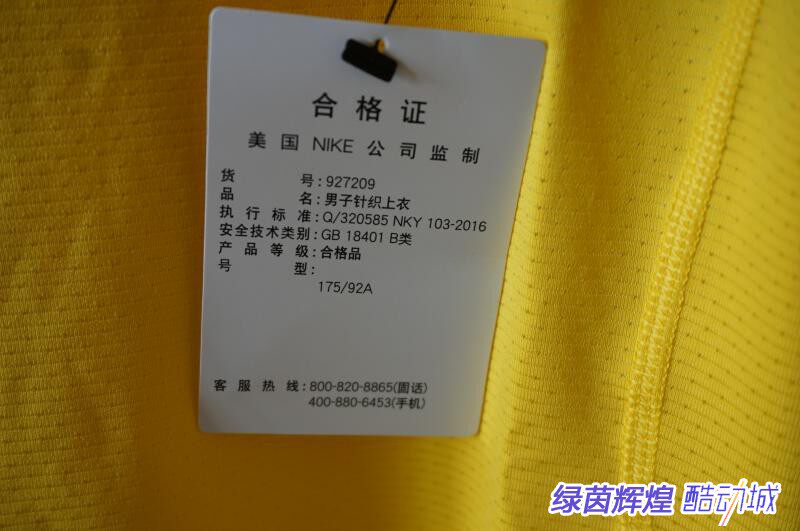 合格证
美国 NIKE 公司监制
货号:927209
品名:男子针织上衣
执行标准:Q/320585 NKY 103-2016
安全技术类别:GB 18401 B类
产品等级:合格品
号型:
175/92A
客服热线:800-820-8865(固话)
400-880-6453(手机)
绿茵辉煌 酷动城